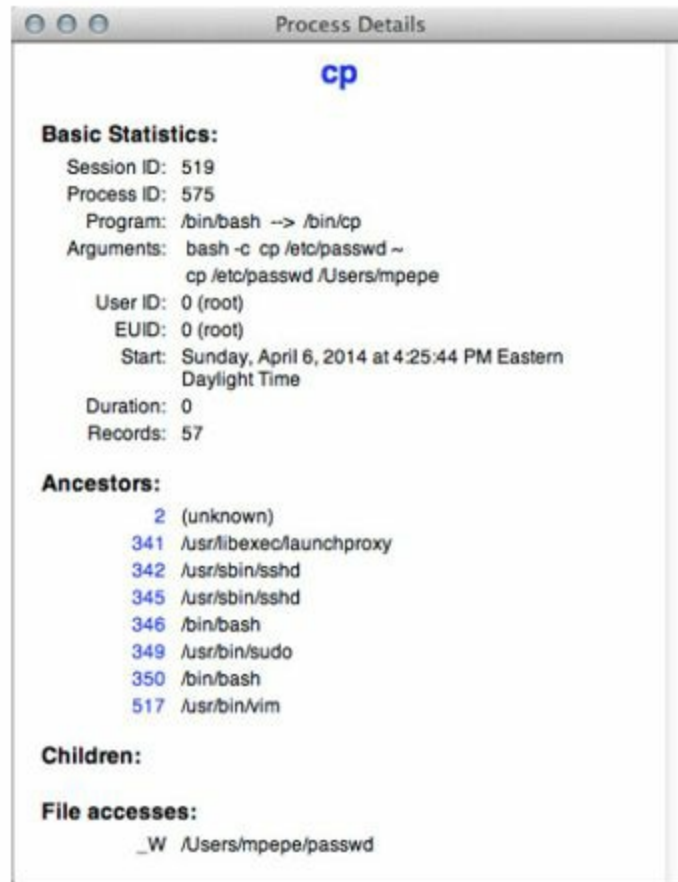 Process Details
cp
Basic Statistics:
Session ID: 519
Process ID: 575
Program: /bin/bash --> /bin/cp
Arguments: bash -c cp /etc/passwd ~
cp /etc/passwd /Users/mpepe
User ID: 0 (root)
EUID: 0 (root)
Start: Sunday, April 6, 2014 at 4:25:44 PM Eastern
Daylight Time
Duration: 0
Records: 57
Ancestors:
2 (unknown)
341 /usr/libexec/launchproxy
342 /usr/sbin/sshd
345 /usr/sbin/sshd
346 /bin/bash
349 /usr/bin/sudo
350 /bin/bash
517 /usr/bin/vim
Children:
File accesses:
_W /Users/mpepe/passwd